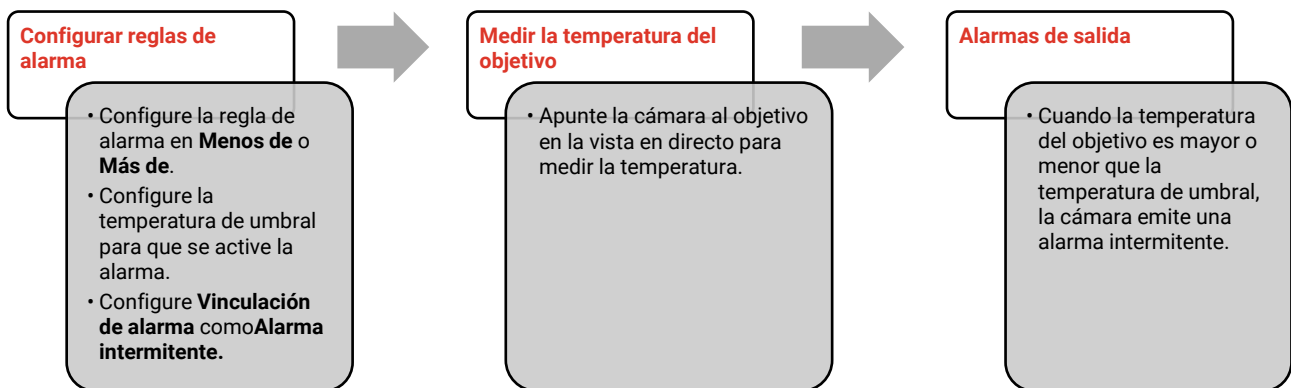 Configurar reglas de
alarma
• Configure la regla de
alarma en Menos de o
Más de.
• Configure la
temperatura de umbral
para que se active la
alarma.
• Configure Vinculación
de alarma comoAlarma
intermitente.
Medir la temperatura del
objetivo
• Apunte la cámara al objetivo
en la vista en directo para
medir la temperatura.
Alarmas de salida
• Cuando la temperatura
del objetivo es mayor o
menor que la
temperatura de umbral,
la cámara emite una
alarma intermitente.